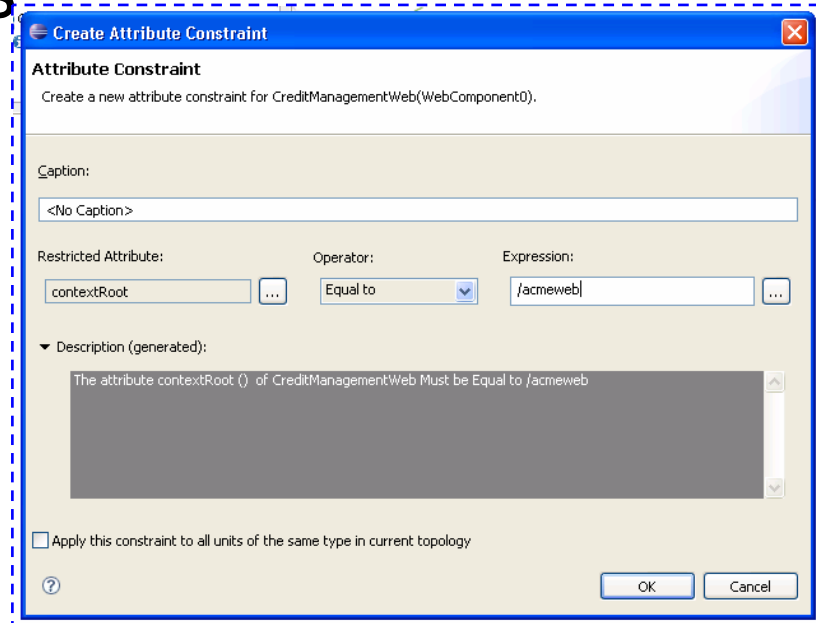 Create Attribute Constraint
Attribute Constraint
Create a new attribute constraint for CreditManagementWeb(WebComponent0).
Caption:
<No Caption>
Restricted Attribute: Operator: Expression:
contextRoot ... Equal to /acmeweb ...
Description (generated):
The attribute contextRoot () of CreditManagementWeb Must be Equal to /acmeweb
Apply this constraint to all units of the same type in current topology
? OK Cancel